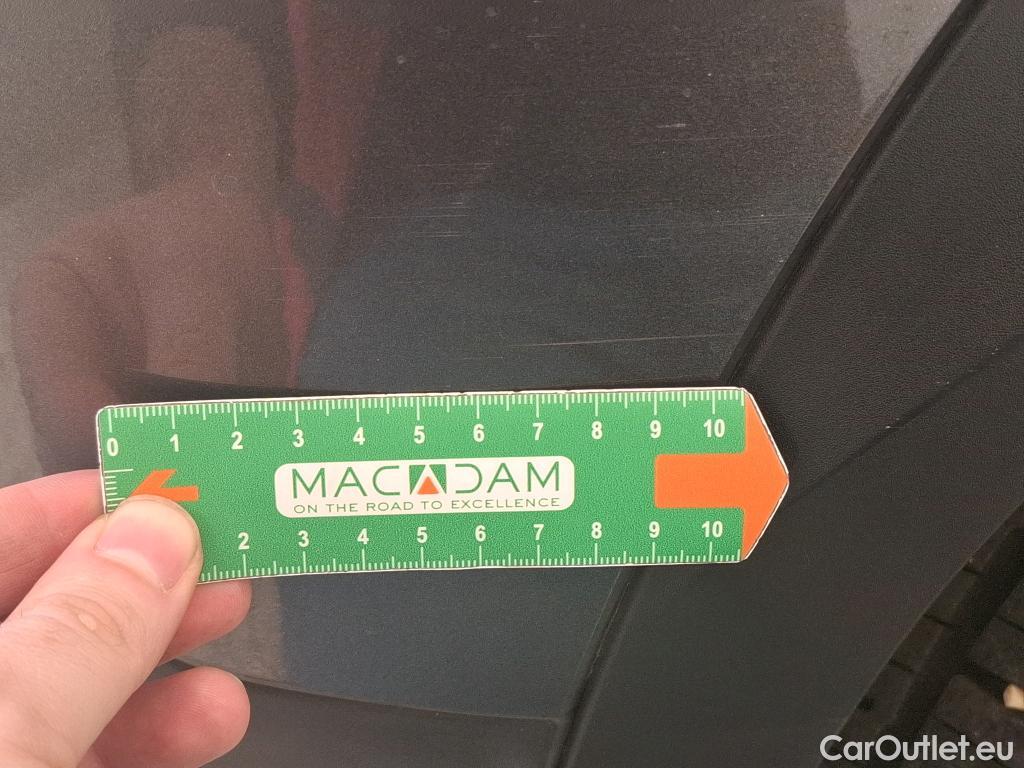 0 1 2 3 4 5 6 7 8 9 10
MACADAM
ON THE ROAD TO EXCELLENCE
2 3 4 5 6 7 8 9 10
CarOutlet.eu